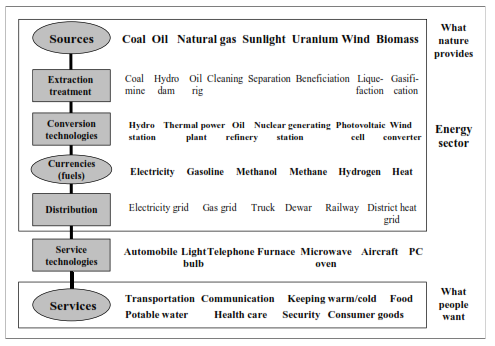 Sources
Coal Oil Natural gas Sunlight Uranium Wind Biomass
What
nature
provides
Extraction
treatment
Coal Hydro Oil Cleaning Separation Beneficiation Lique- Gasifi-
mine dam rig faction cation
Conversion
technologies
Hydro Thermal power Oil Nuclear generating Photovoltaic Wind
station plant refinery station cell converter
Energy
sector
Currencies
(fuels)
Electricity Gasoline Methanol Methane Hydrogen Heat
Distribution
Electricity grid Gas grid Truck Dewar Railway District heat
grid
Service
technologies
Automobile Light Telephone Furnace Microwave Aircraft PC
bulb oven
Services
Transportation Communication Keeping warm/cold Food
Potable water Health care Security Consumer goods
What
people
want